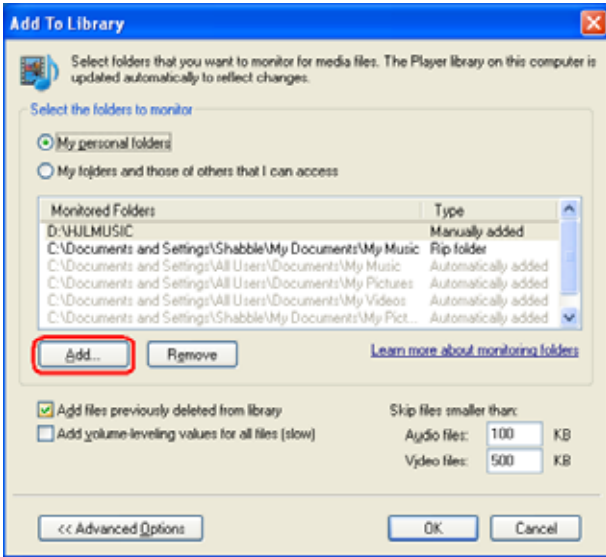 Add To Library
Select folders that you want to monitor for media files. The Player library on this computer is
updated automatically to reflect changes.
Select the folders to monitor
My personal folders
My folders and those of others that I can access
Monitored Folders Type
D:\HJLMUSIC Manually added
C:\Documents and Settings\Shabble\My Documents\My Music Rip folder
C:\Documents and Settings\All Users\Documents\My Music Automatically added
C:\Documents and Settings\All Users\Documents\My Pictures Automatically added
C:\Documents and Settings\All Users\Documents\My Videos Automatically added
C:\Documents and Settings\Shabble\My Documents\My Pict... Automatically added
Add... Remove Learn more about monitoring folders
Add files previously deleted from library Skip files smaller than:
Add volume-leveling values for all files (slow) Audio files: 100 KB
Video files: 500 KB
<< Advanced Options OK Cancel